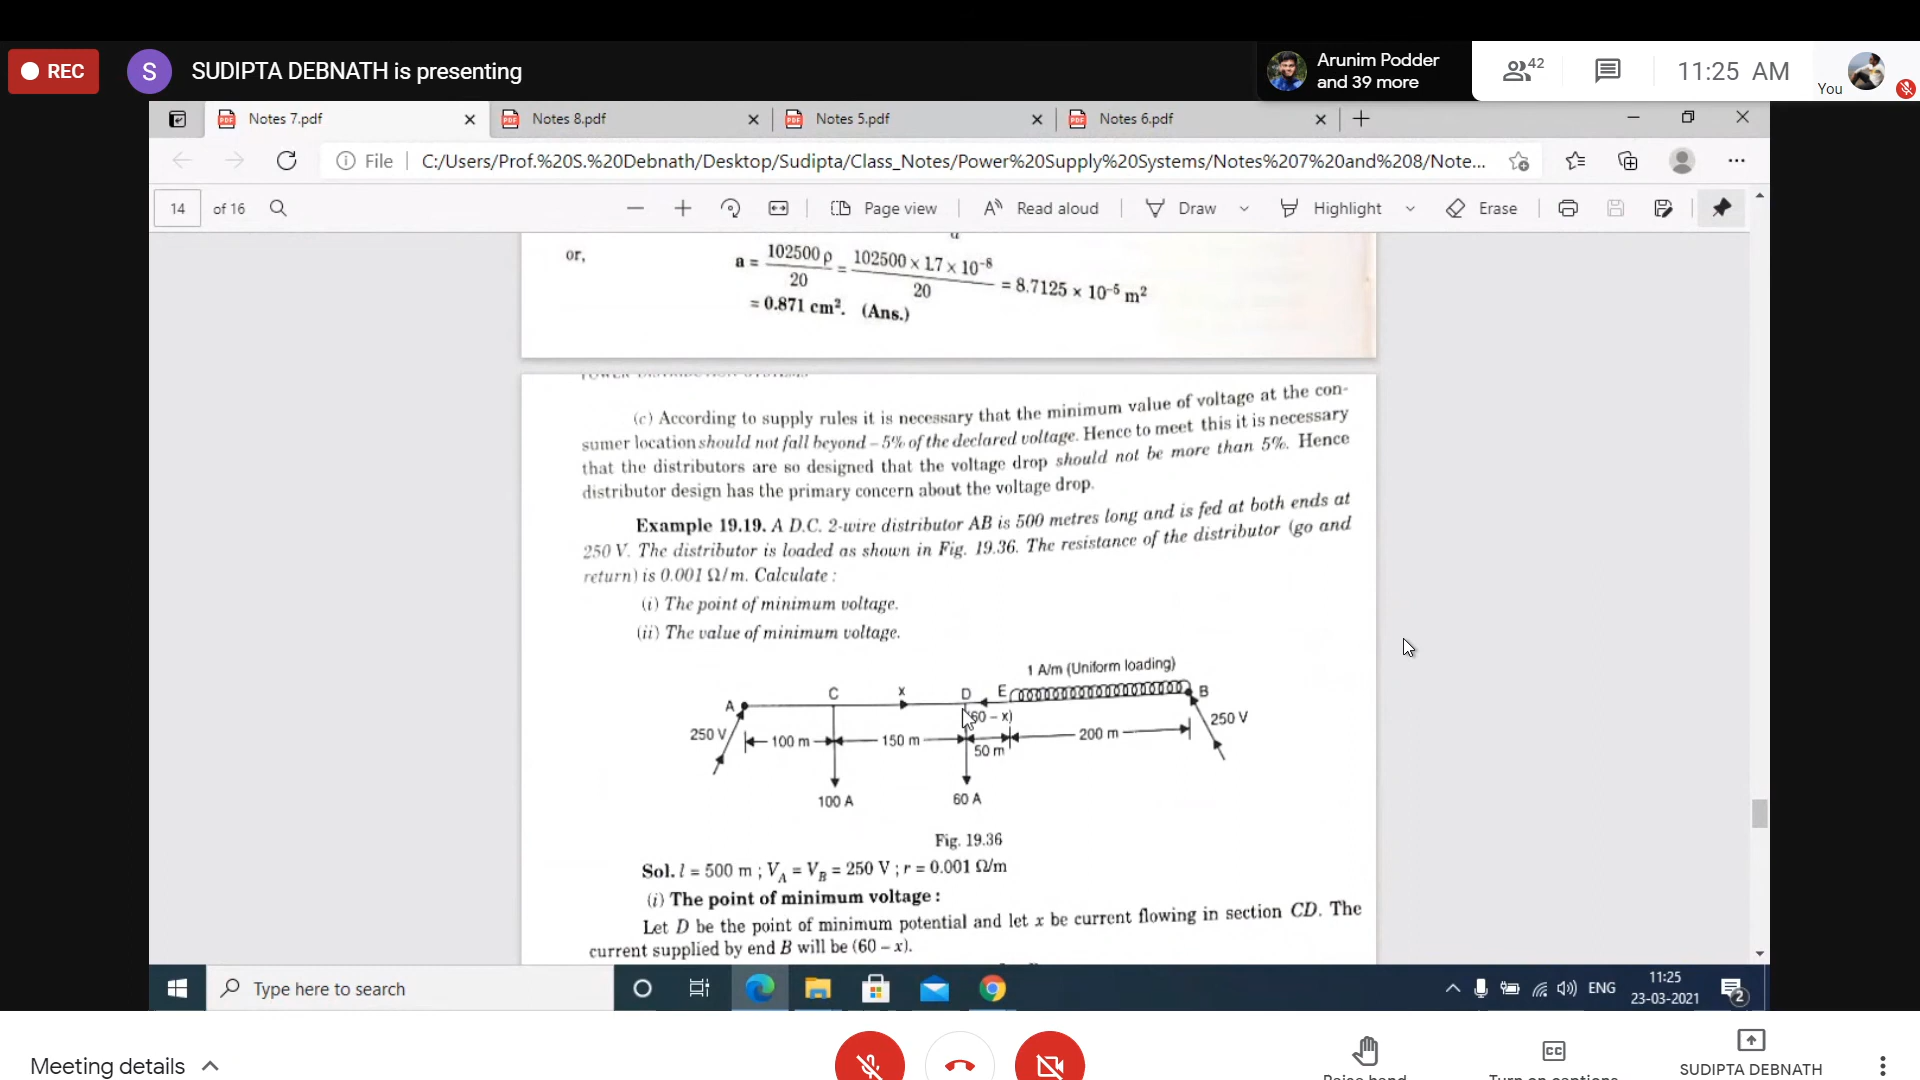 REC
S
SUDIPTA DEBNATH is presenting
Arunim Podder
and 39 more
42
11:25 AM
You
Notes 7.pdf
Notes 8.pdf
Notes 5.pdf
Notes 6.pdf
File
C:/Users/Prof.%20S.%20Debnath/Desktop/Sudipta/Class_Notes/Power%20Supply%20Systems/Notes%207%20and%208/Note...
14 of 16
Page view
Read aloud
Draw
Highlight
Erase
or,
a = 102500 ρ / 20 = 102500 × 1.7 × 10⁻⁸ / 20 = 8.7125 × 10⁻⁵ m²
= 0.871 cm². (Ans.)
(c) According to supply rules it is necessary that the minimum value of voltage at the con-
sumer location should not fall beyond – 5% of the declared voltage. Hence to meet this it is necessary
that the distributors are so designed that the voltage drop should not be more than 5%. Hence
distributor design has the primary concern about the voltage drop.
Example 19.19. A D.C. 2-wire distributor AB is 500 metres long and is fed at both ends at
250 V. The distributor is loaded as shown in Fig. 19.36. The resistance of the distributor (go and
return) is 0.001 Ω/m. Calculate :
(i) The point of minimum voltage.
(ii) The value of minimum voltage.
1 A/m (Uniform loading)
A C x D E B
(60 – x)
250 V
250 V
100 m
150 m
50 m
200 m
100 A
60 A
Fig. 19.36
Sol. l = 500 m ; V_A = V_B = 250 V ; r = 0.001 Ω/m
(i) The point of minimum voltage :
Let D be the point of minimum potential and let x be current flowing in section CD. The
current supplied by end B will be (60 – x).
Type here to search
ENG
11:25
23-03-2021
2
Meeting details
Raise hand
Turn on captions
SUDIPTA DEBNATH